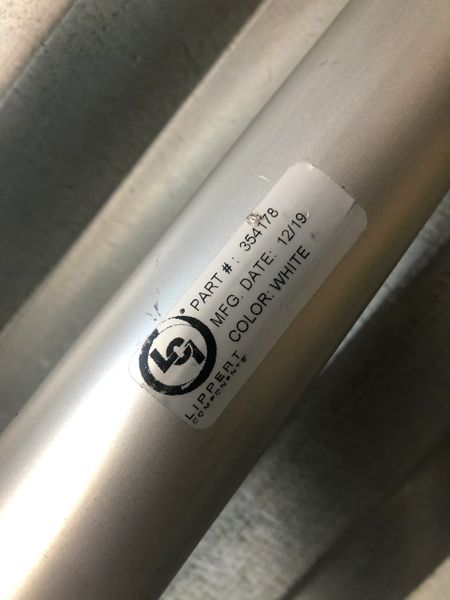 PART #: 354178
MFG. DATE: 12/19
COLOR: WHITE
LCI®
LIPPERT
COMPONENTS®